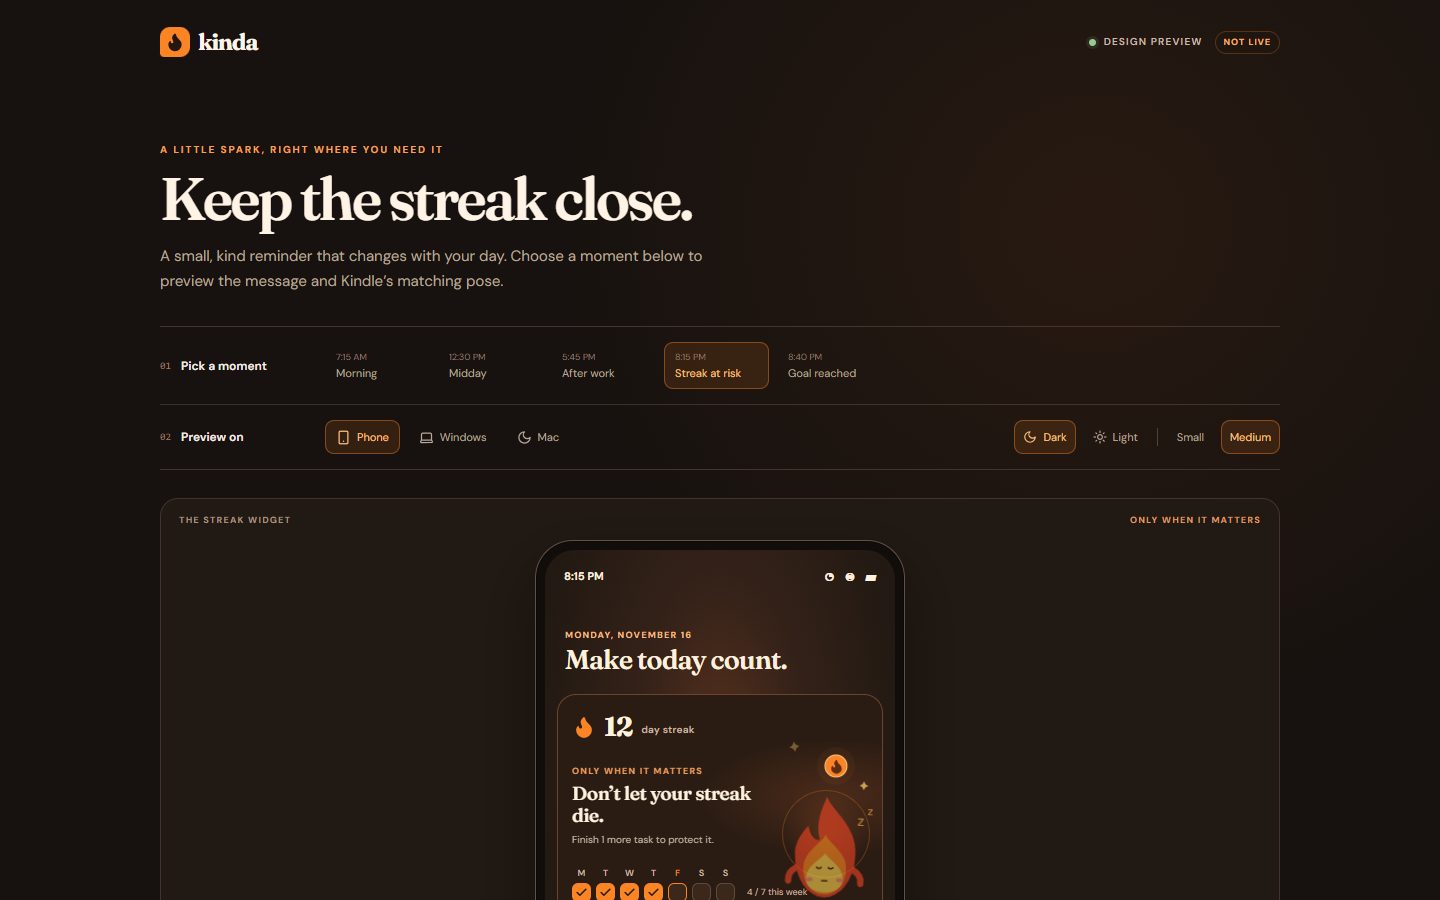 kinda
DESIGN PREVIEW
NOT LIVE
A LITTLE SPARK, RIGHT WHERE YOU NEED IT
Keep the streak close.
A small, kind reminder that changes with your day. Choose a moment below to
preview the message and Kindle’s matching pose.
01 Pick a moment
7:15 AM
Morning
12:30 PM
Midday
5:45 PM
After work
8:15 PM
Streak at risk
8:40 PM
Goal reached
02 Preview on
Phone
Windows
Mac
Dark
Light
Small
Medium
THE STREAK WIDGET
ONLY WHEN IT MATTERS
8:15 PM
MONDAY, NOVEMBER 16
Make today count.
12 day streak
ONLY WHEN IT MATTERS
Don’t let your streak
die.
Finish 1 more task to protect it.
z
z
M T W T F S S
4 / 7 this week